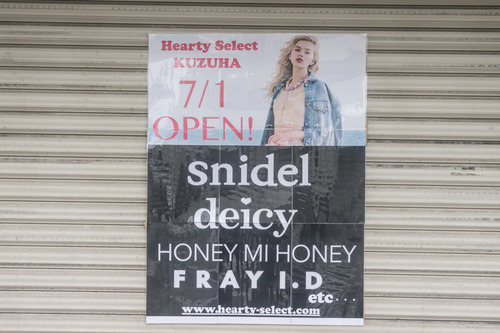 Hearty Select
KUZUHA
7/1
OPEN!
snidel
deicy
HONEY MI HONEY
FRAY I.D
etc···
www.hearty-select.com